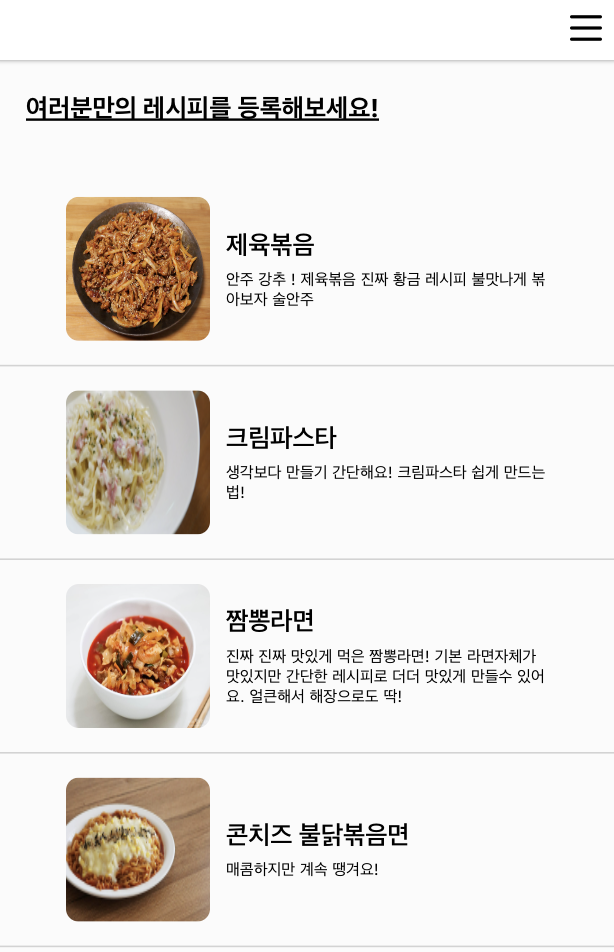 여러분만의 레시피를 등록해보세요!
제육볶음
안주 강추 ! 제육볶음 진짜 황금 레시피 불맛나게 볶
아보자 술안주
크림파스타
생각보다 만들기 간단해요! 크림파스타 쉽게 만드는
법!
짬뽕라면
진짜 진짜 맛있게 먹은 짬뽕라면! 기본 라면자체가
맛있지만 간단한 레시피로 더더 맛있게 만들수 있어
요. 얼큰해서 해장으로도 딱!
콘치즈 불닭볶음면
매콤하지만 계속 땡겨요!